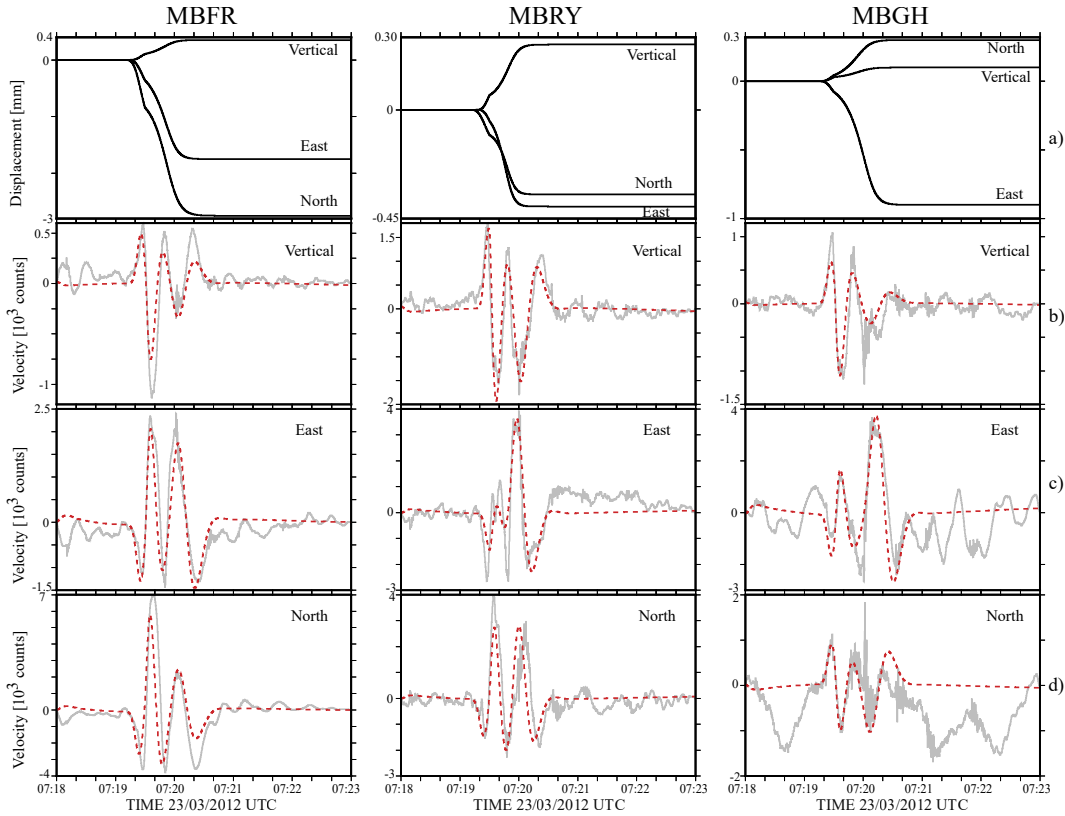 MBFR MBRY MBGH
0.4 0.30 0.3
Vertical Vertical North
Vertical
0 0 0
Displacement [mm]
East North East
North East
-3 -0.45 -1
a)
0.5 1.5 1
Vertical Vertical Vertical
0 0 0
Velocity [10³ counts]
-1 -2 -1.5
b)
2.5 4 4
East East East
0 0 0
Velocity [10³ counts]
-1.5 -3 -3
c)
7 4 2
North North North
0 0 0
Velocity [10³ counts]
-4 -3 -2
d)
07:18 07:19 07:20 07:21 07:22 07:23 07:18 07:19 07:20 07:21 07:22 07:23 07:18 07:19 07:20 07:21 07:22 07:23
TIME 23/03/2012 UTC TIME 23/03/2012 UTC TIME 23/03/2012 UTC